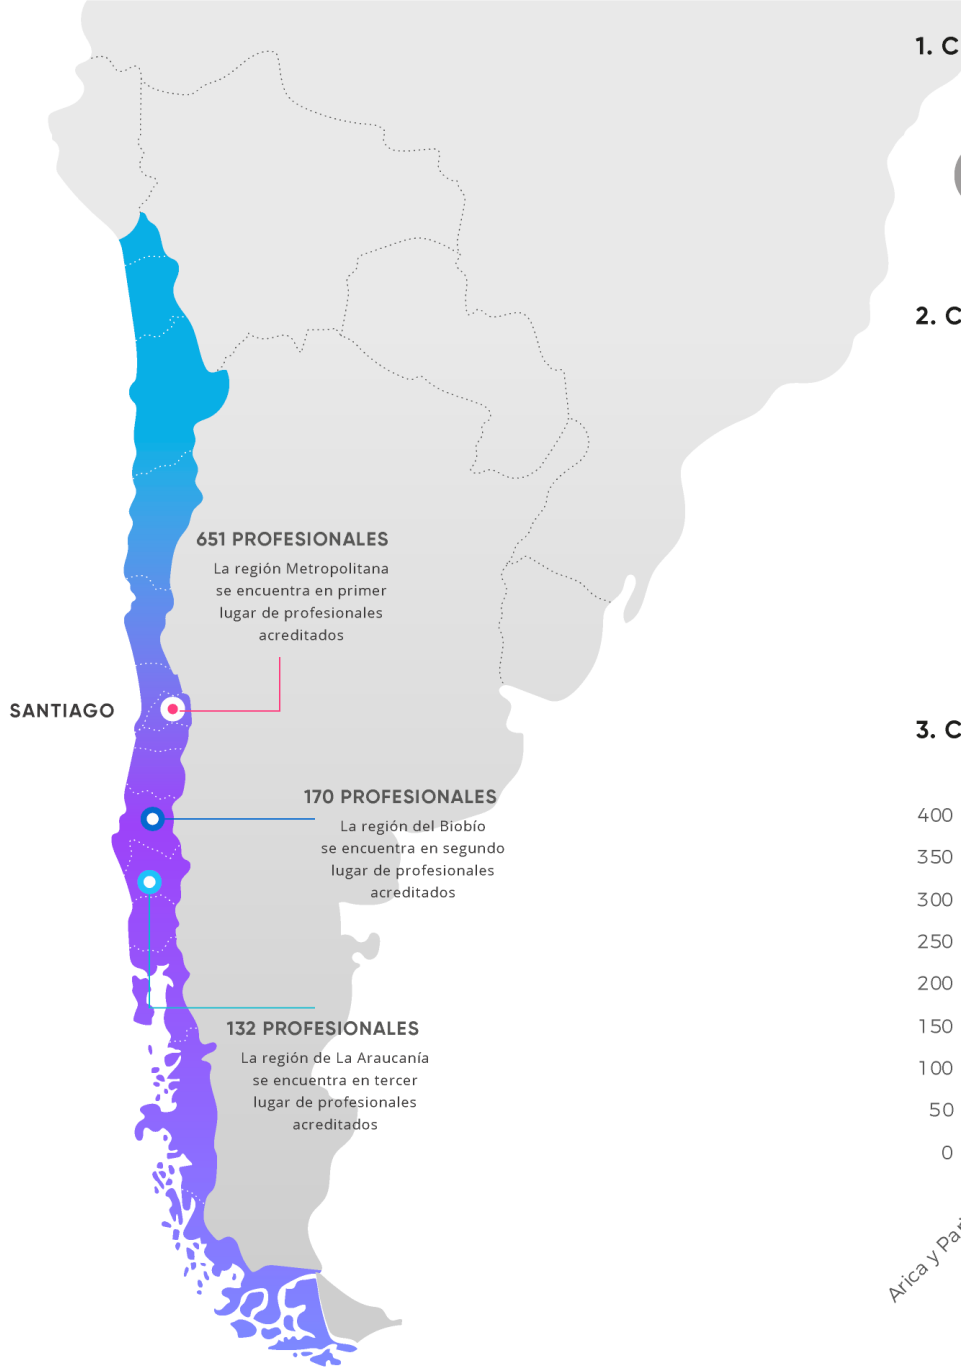 1. C
2. C
651 PROFESIONALES
La región Metropolitana
se encuentra en primer
lugar de profesionales
acreditados
SANTIAGO
3. C
170 PROFESIONALES
La región del Biobío
se encuentra en segundo
lugar de profesionales
acreditados
132 PROFESIONALES
La región de La Araucanía
se encuentra en tercer
lugar de profesionales
acreditados
400
350
300
250
200
150
100
50
0
Arica y Pari